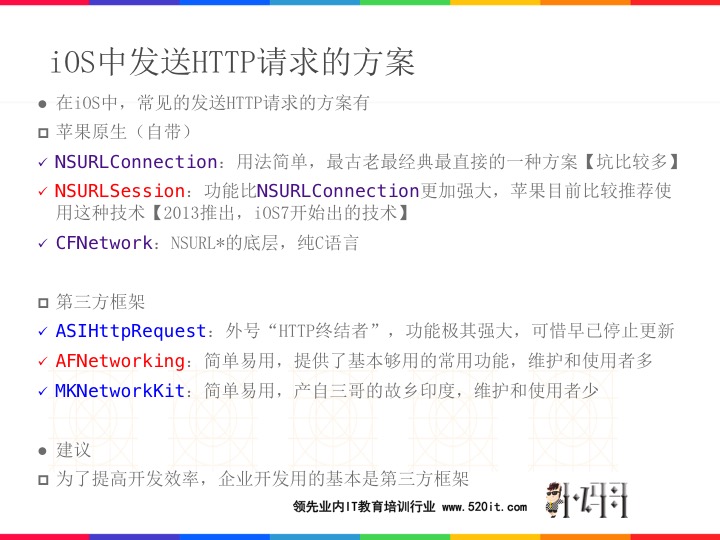 iOS中发送HTTP请求的方案
● 在iOS中，常见的发送HTTP请求的方案有
苹果原生（自带）
✓ NSURLConnection：用法简单，最古老最经典最直接的一种方案【坑比较多】
✓ NSURLSession：功能比NSURLConnection更加强大，苹果目前比较推荐使
用这种技术【2013推出，iOS7开始出的技术】
✓ CFNetwork：NSURL*的底层，纯C语言
第三方框架
✓ ASIHttpRequest：外号“HTTP终结者”，功能极其强大，可惜早已停止更新
✓ AFNetworking：简单易用，提供了基本够用的常用功能，维护和使用者多
✓ MKNetworkKit：简单易用，产自三哥的故乡印度，维护和使用者少
● 建议
为了提高开发效率，企业开发用的基本是第三方框架
领先业内IT教育培训行业 www.520it.com
小码哥